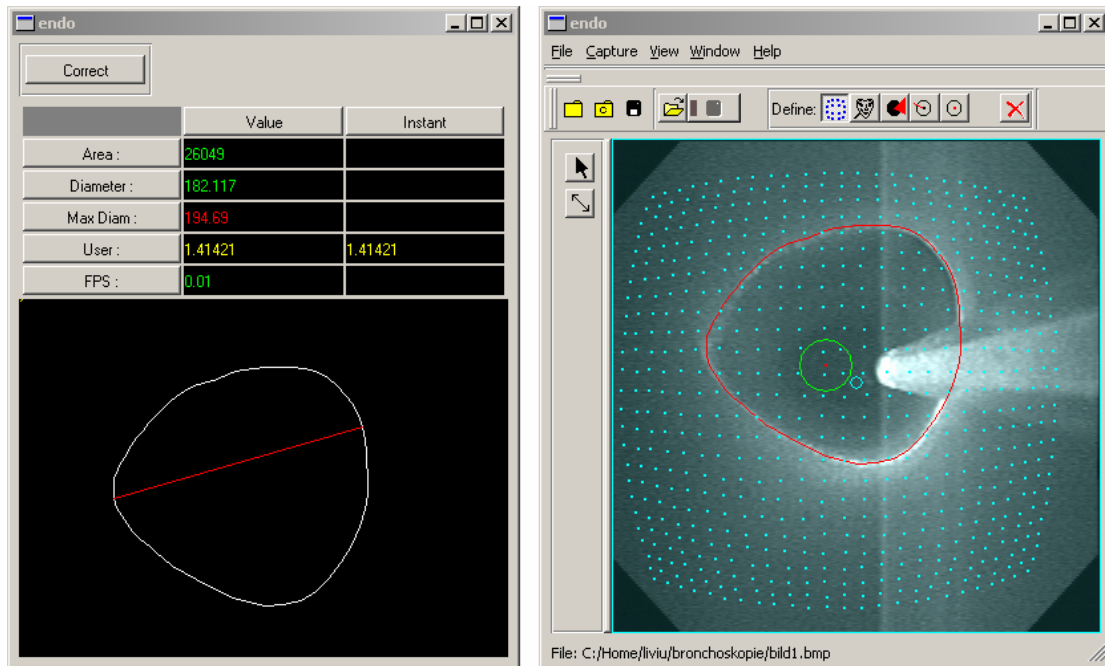 endo
Correct
Value Instant
Area : 26049
Diameter : 182.117
Max Diam : 194.69
User : 1.41421 1.41421
FPS : 0.01
endo
File Capture View Window Help
Define:
File: C:/Home/liviu/bronchoskopie/bild1.bmp